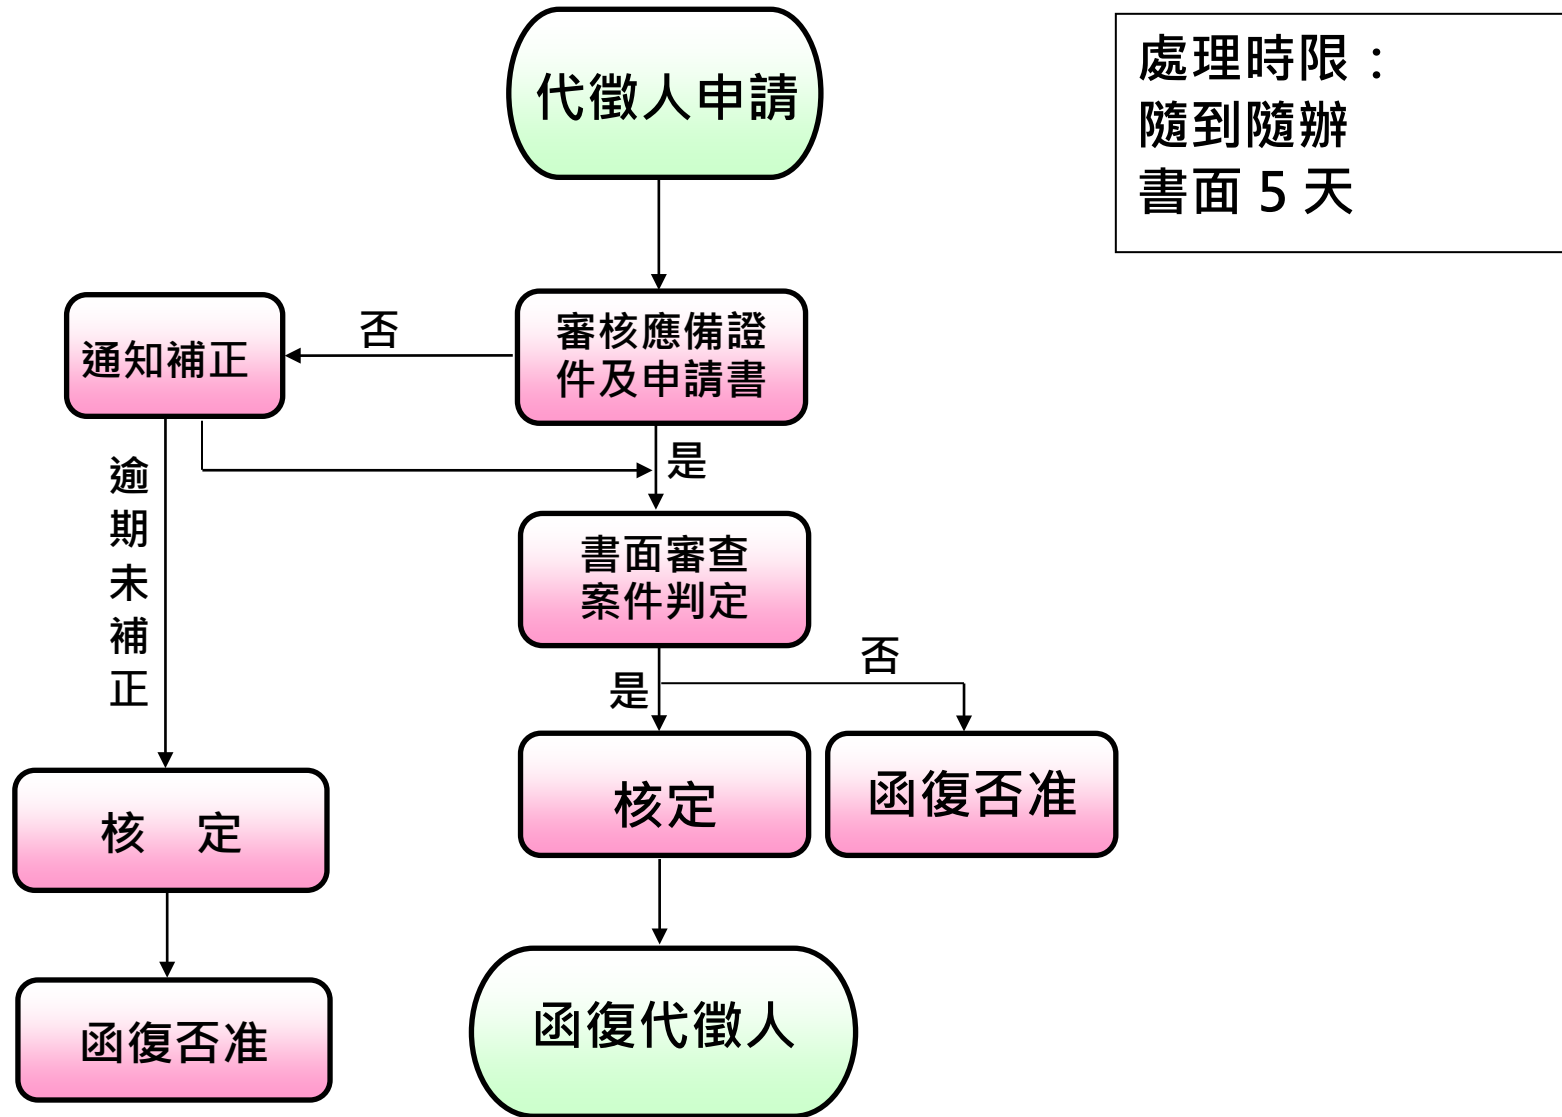 代徵人申請
處理時限：
隨到隨辦
書面 5 天
通知補正
否
審核應備證
件及申請書
是
逾
期
未
補
正
書面審查
案件判定
是
否
核定
函復否准
核　定
函復代徵人
函復否准